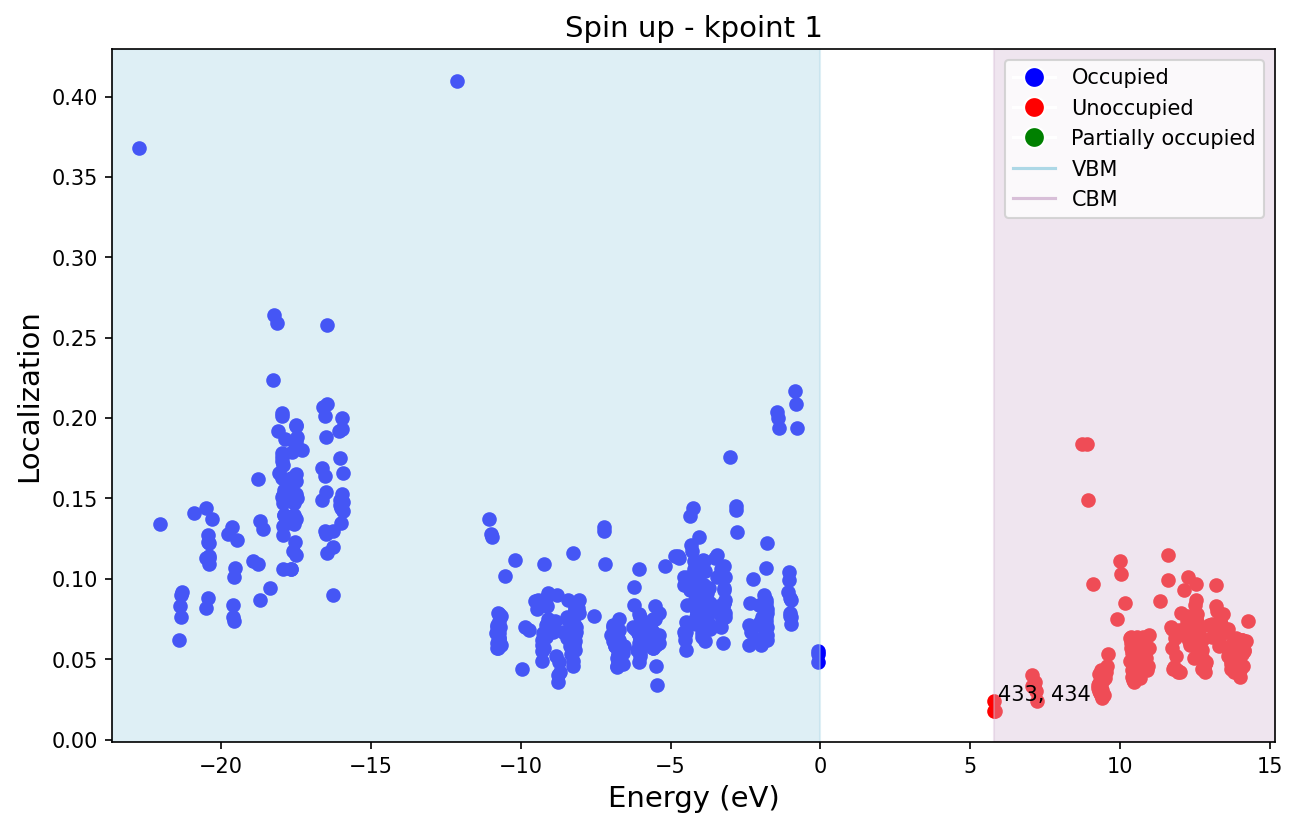 Spin up - kpoint 1
Localization
0.40
0.35
0.30
0.25
0.20
0.15
0.10
0.05
0.00
Occupied
Unoccupied
Partially occupied
VBM
CBM
433, 434
−20
−15
−10
−5
0
5
10
15
Energy (eV)